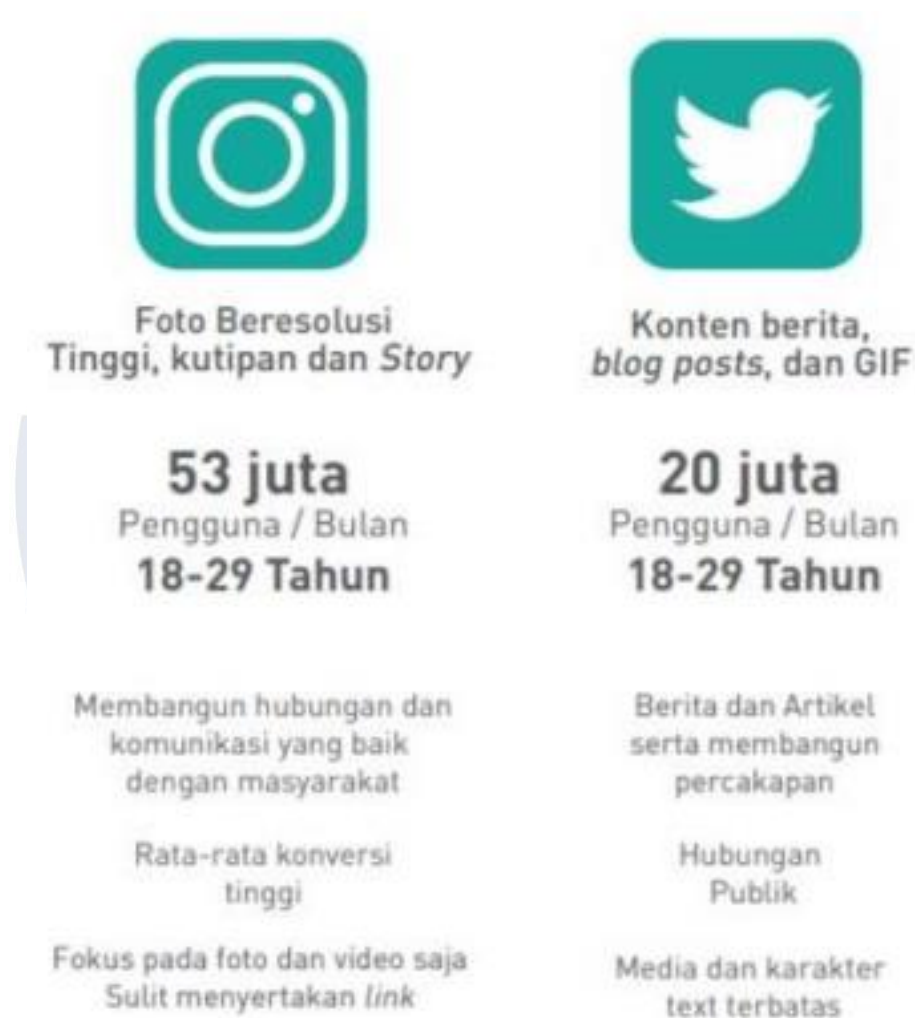 Foto Beresolusi
Tinggi, kutipan dan Story
53 juta
Pengguna / Bulan
18-29 Tahun
Membangun hubungan dan
komunikasi yang baik
dengan masyarakat
Rata-rata konversi
tinggi
Fokus pada foto dan video saja
Sulit menyertakan link
Konten berita,
blog posts, dan GIF
20 juta
Pengguna / Bulan
18-29 Tahun
Berita dan Artikel
serta membangun
percakapan
Hubungan
Publik
Media dan karakter
text terbatas